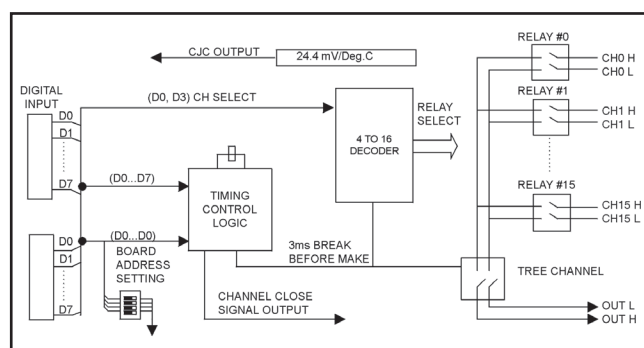 CJC OUTPUT
24.4 mV/Deg.C
RELAY #0
CH0 H
CH0 L
DIGITAL
INPUT
D0
D1
D7
(D0, D3) CH SELECT
4 TO 16
DECODER
RELAY
SELECT
RELAY #1
CH1 H
CH1 L
(D0...D7)
TIMING
CONTROL
LOGIC
RELAY #15
CH15 H
CH15 L
D0
D1
D7
(D0...D0)
BOARD
ADDRESS
SETTING
3ms BREAK
BEFORE MAKE
TREE CHANNEL
CHANNEL CLOSE
SIGNAL OUTPUT
OUT L
OUT H